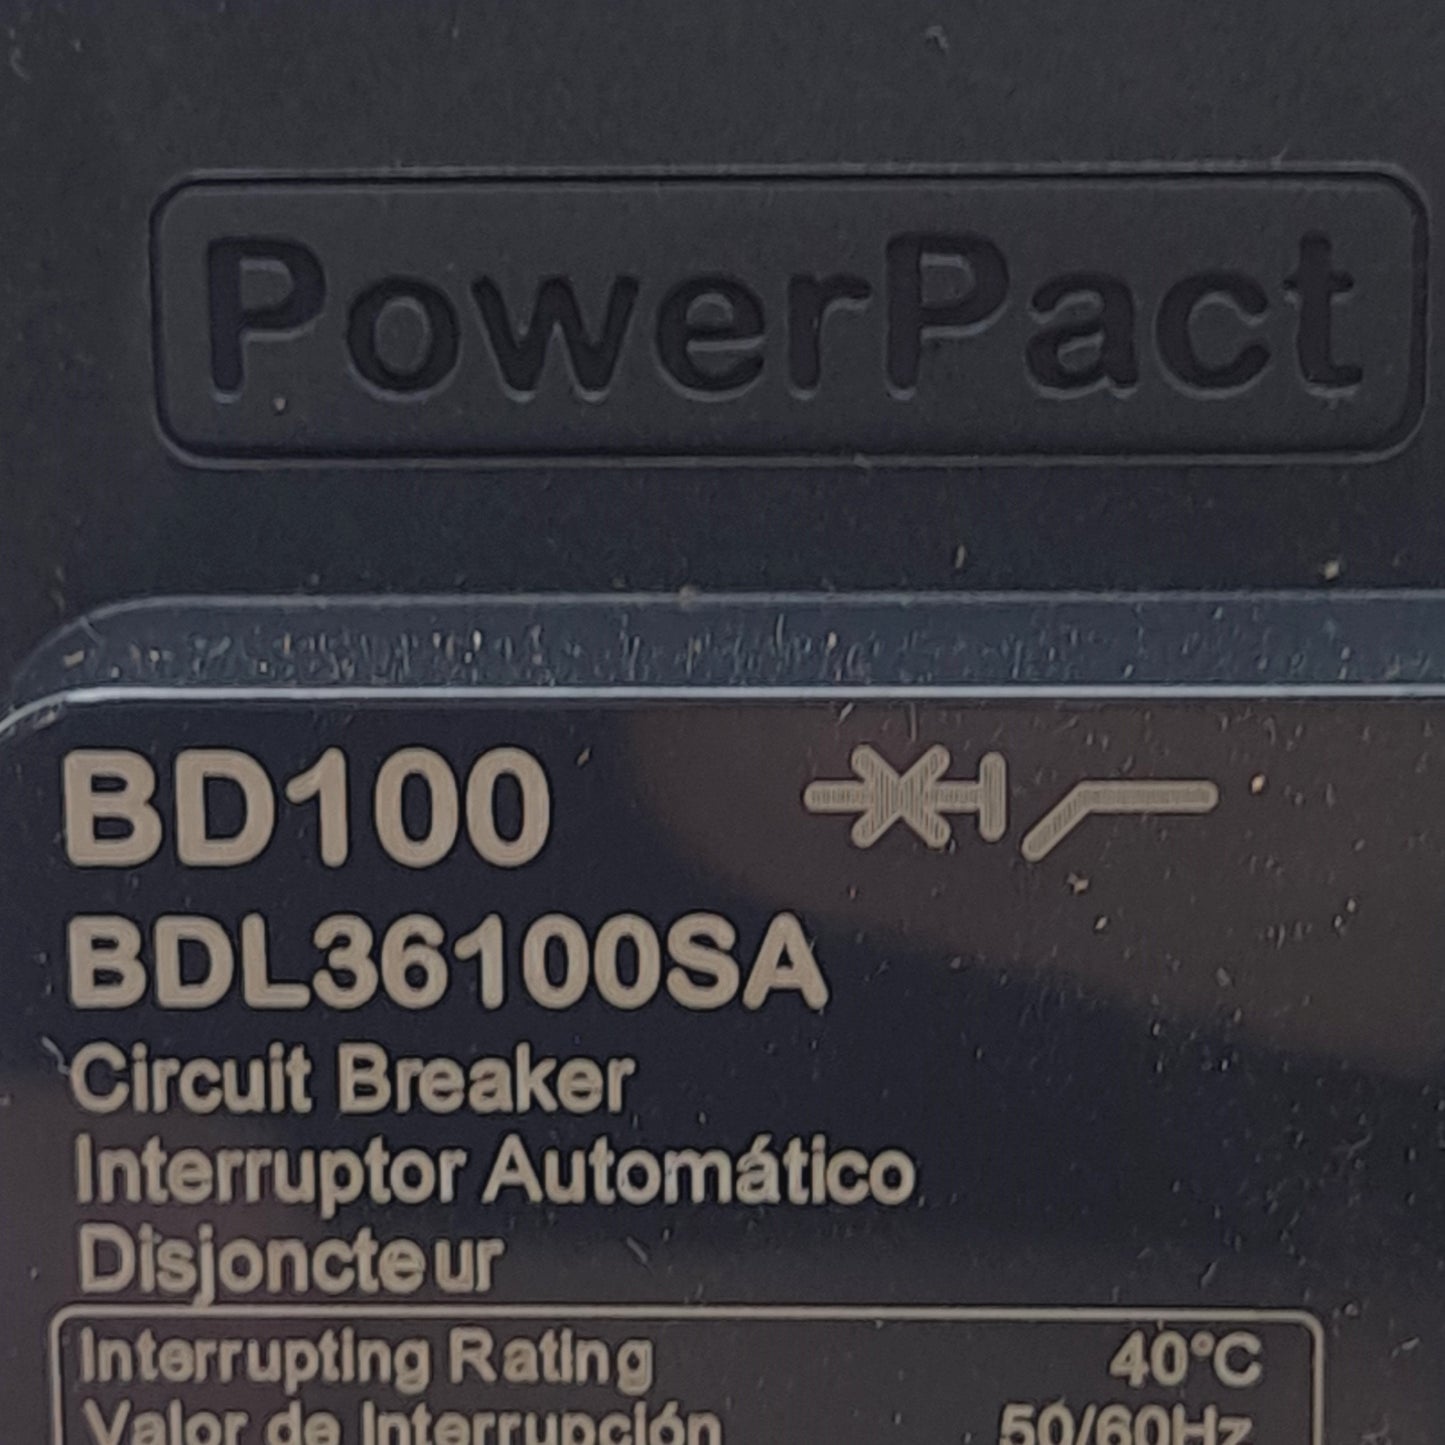 PowerPact
BD100
BDL36100SA
Circuit Breaker
Interruptor Automático
Disjoncteur
Interrupting Rating 40°C
Valor de Interrupción 50/60Hz